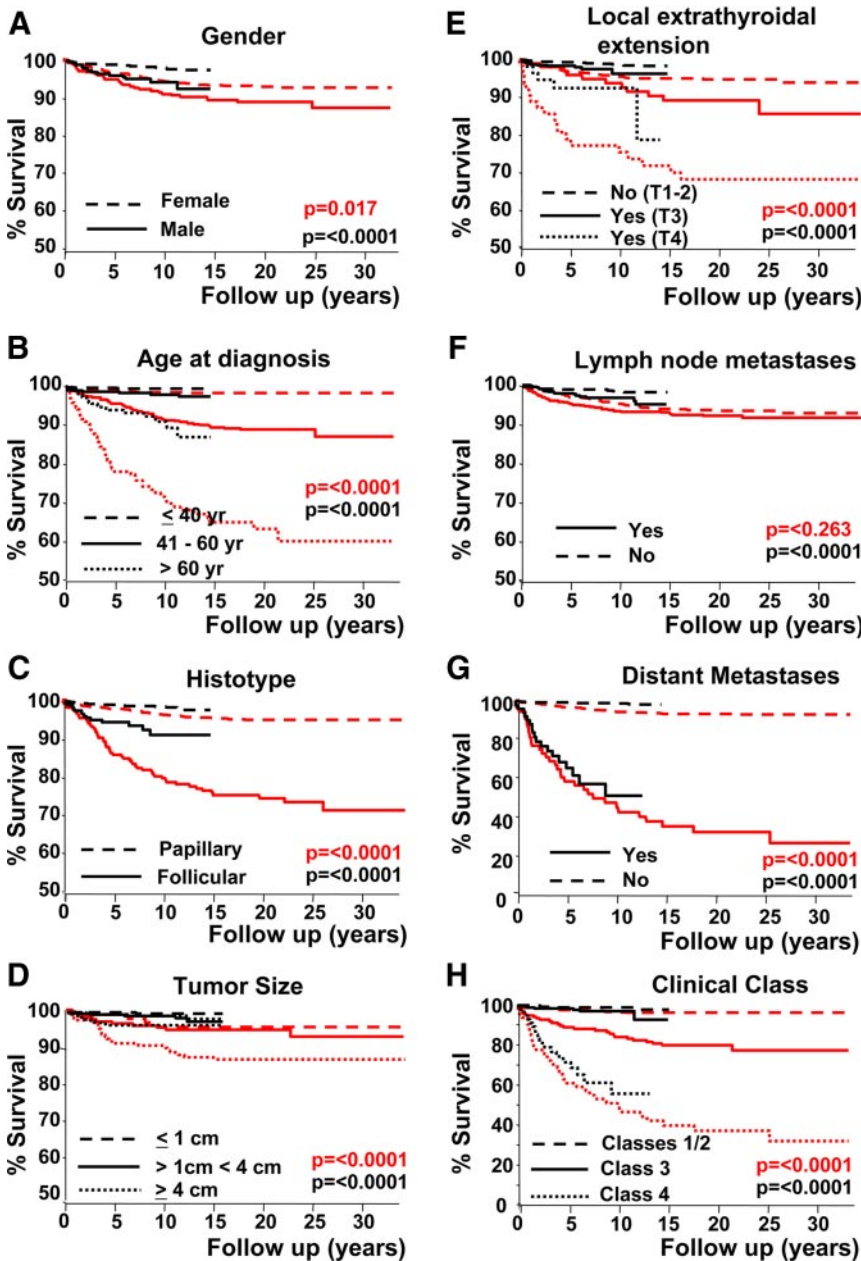 A
Gender
% Survival
100
90
80
70
60
50
Female
Male
p=0.017
p=<0.0001
0 5 10 15 20 25 30
Follow up (years)
B
Age at diagnosis
% Survival
100
90
80
70
60
50
p=<0.0001
p=<0.0001
≤ 40 yr
41 - 60 yr
> 60 yr
0 5 10 15 20 25 30
Follow up (years)
C
Histotype
% Survival
100
90
80
70
60
50
Papillary
Follicular
p=<0.0001
p=<0.0001
0 5 10 15 20 25 30
Follow up (years)
D
Tumor Size
% Survival
100
90
80
70
60
50
≤ 1 cm
> 1cm < 4 cm
≥ 4 cm
p=<0.0001
p=<0.0001
0 5 10 15 20 25 30
Follow up (years)
E
Local extrathyroidal
extension
% Survival
100
90
80
70
60
50
No (T1-2)
Yes (T3)
Yes (T4)
p=<0.0001
p=<0.0001
0 5 10 15 20 25 30
Follow up (years)
F
Lymph node metastases
% Survival
100
90
80
70
60
50
Yes
No
p=<0.263
p=<0.0001
0 5 10 15 20 25 30
Follow up (years)
G
Distant Metastases
% Survival
100
80
60
40
20
0
Yes
No
p=<0.0001
p=<0.0001
0 5 10 15 20 25 30
Follow up (years)
H
Clinical Class
% Survival
100
80
60
40
20
0
Classes 1/2
Class 3
Class 4
p=<0.0001
p=<0.0001
0 5 10 15 20 25 30
Follow up (years)